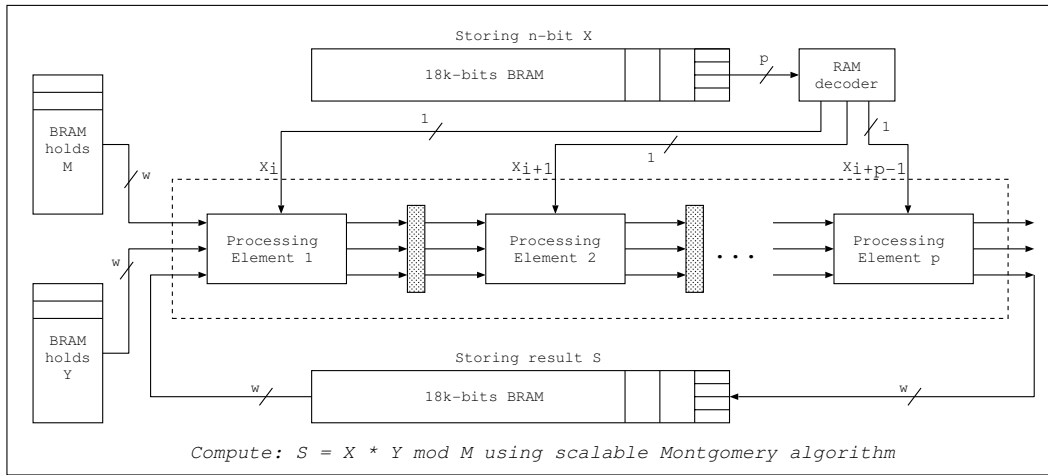 Storing n-bit X
18k-bits BRAM
p
RAM
decoder
BRAM
holds
M
w
1
1
1
Xi
Xi+1
Xi+p-1
Processing
Element 1
Processing
Element 2
...
Processing
Element p
w
BRAM
holds
Y
Storing result S
w
18k-bits BRAM
w
Compute: S = X * Y mod M using scalable Montgomery algorithm